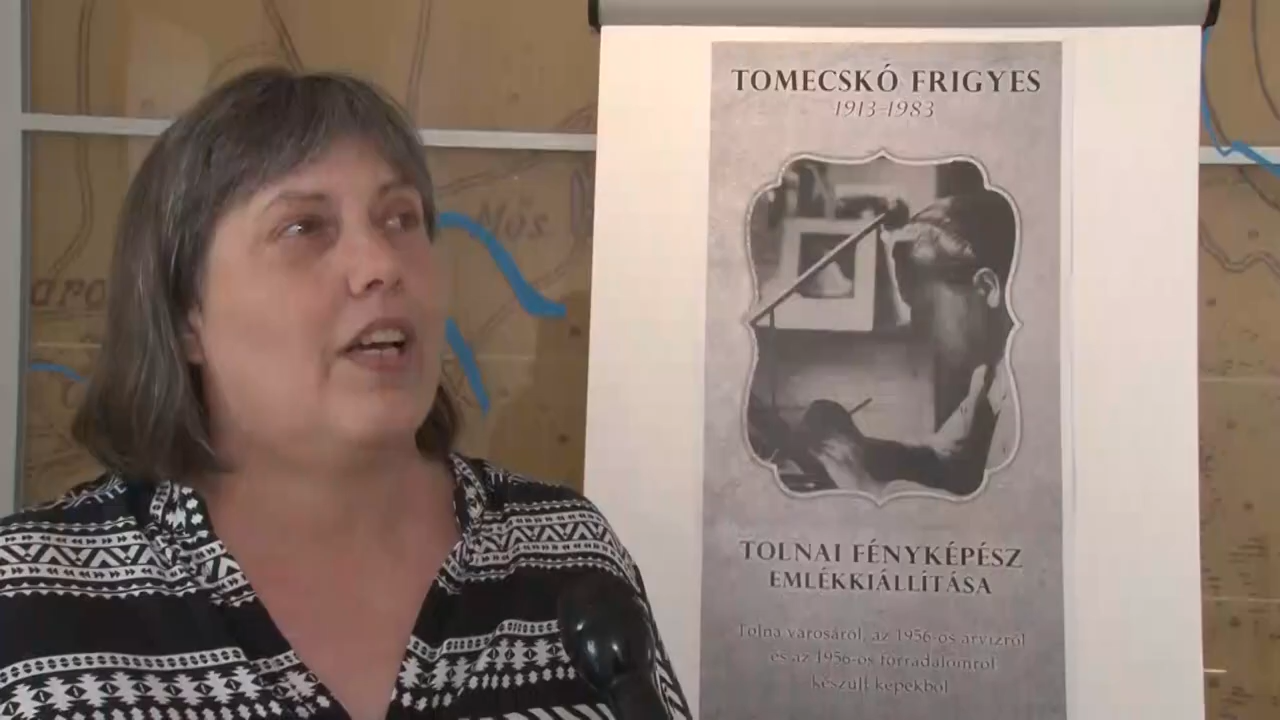 TOMECSKÓ FRIGYES
1913-1983
TOLNAI FÉNYKÉPÉSZ
EMLÉKKIÁLLÍTÁSA
Tolna városáról, az 1956-os árvízről
és az 1956-os forradalomról
készült képekből
Mős